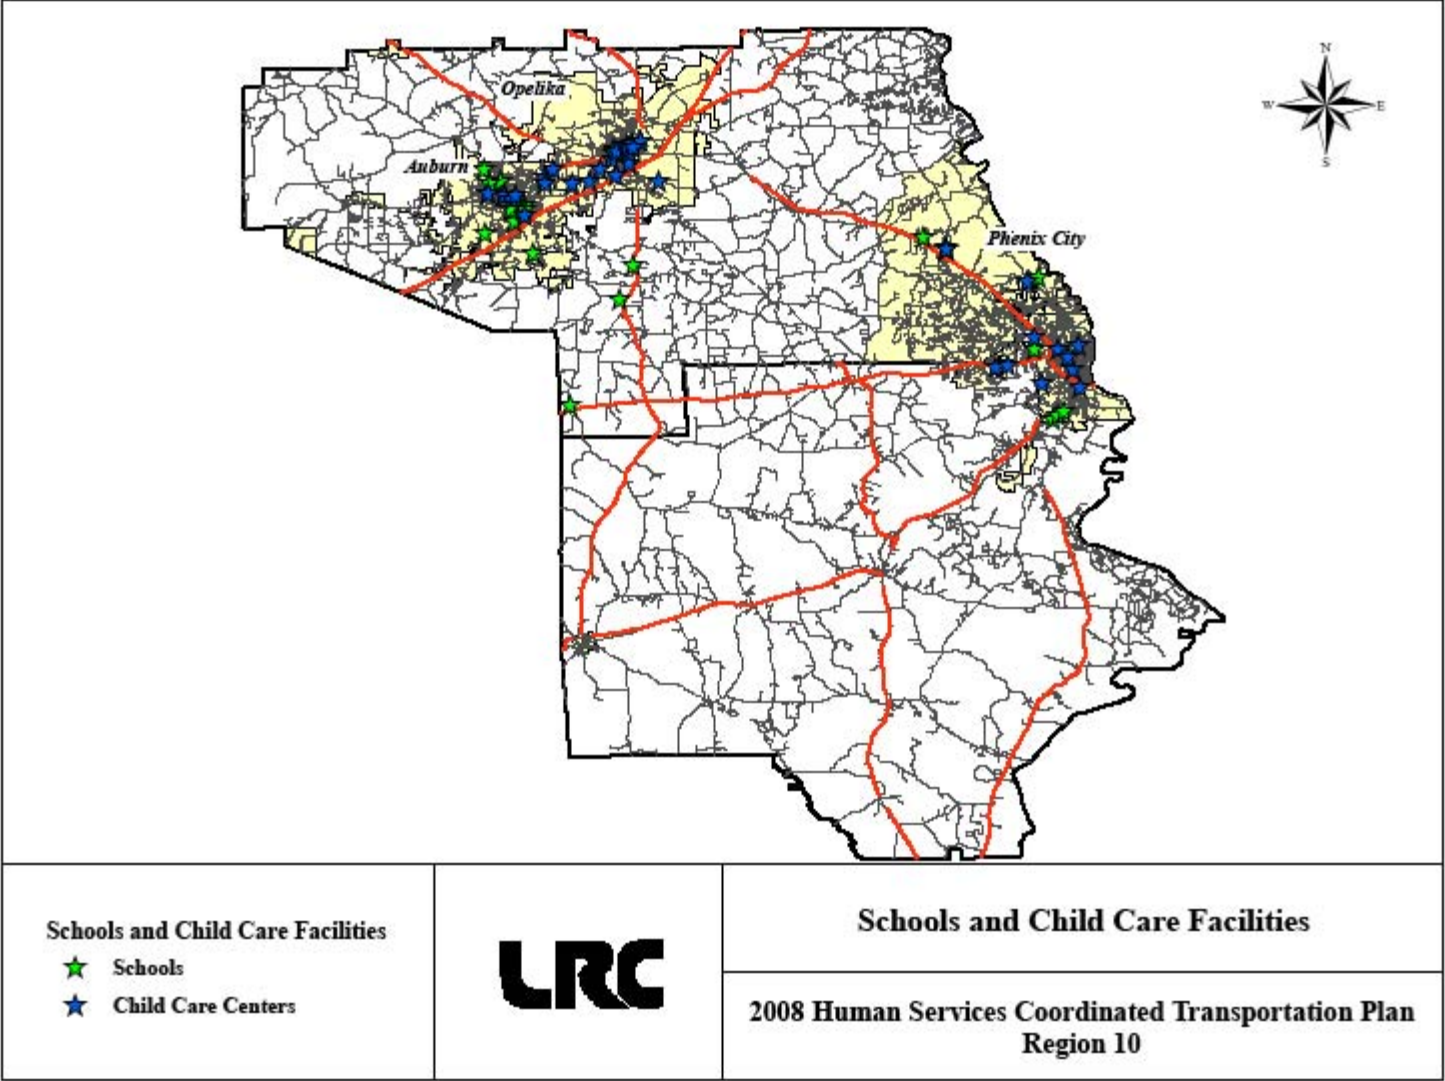 N
W
E
S
Opelika
Auburn
Phenix City
Schools and Child Care Facilities
Schools
Child Care Centers
LRC
Schools and Child Care Facilities
2008 Human Services Coordinated Transportation Plan
Region 10